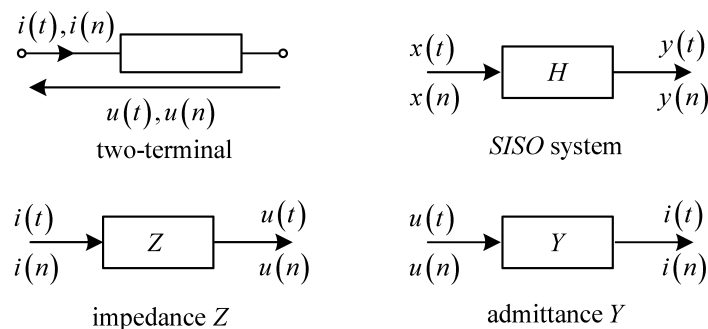 i(t), i(n)
u(t), u(n)
two-terminal
x(t)
x(n)
H
y(t)
y(n)
SISO system
i(t)
i(n)
Z
u(t)
u(n)
impedance Z
u(t)
u(n)
Y
i(t)
i(n)
admittance Y